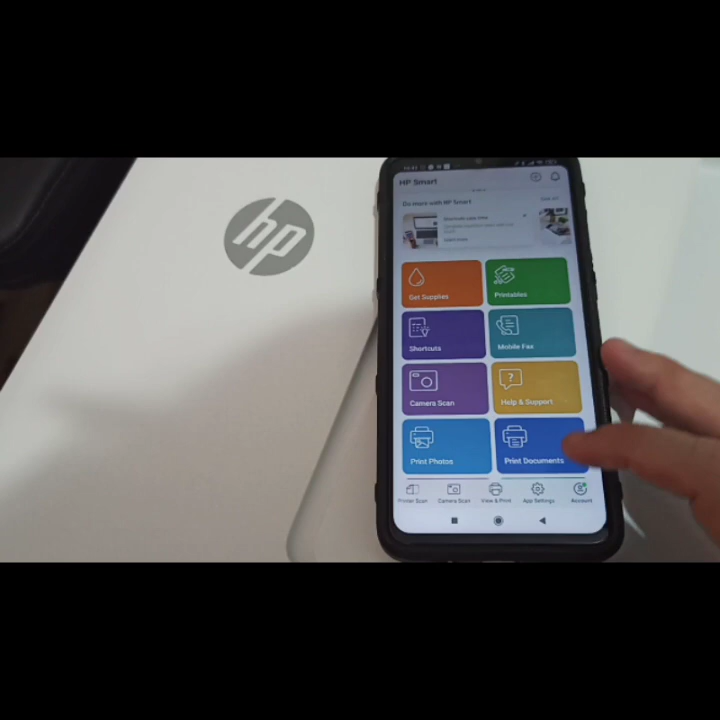 hp
HP Smart
Do more with HP Smart
Get Supplies
Printables
Shortcuts
Mobile Fax
Camera Scan
Help & Support
Print Photos
Print Documents
Printer Scan
Camera Scan
View & Print
App Settings
Account